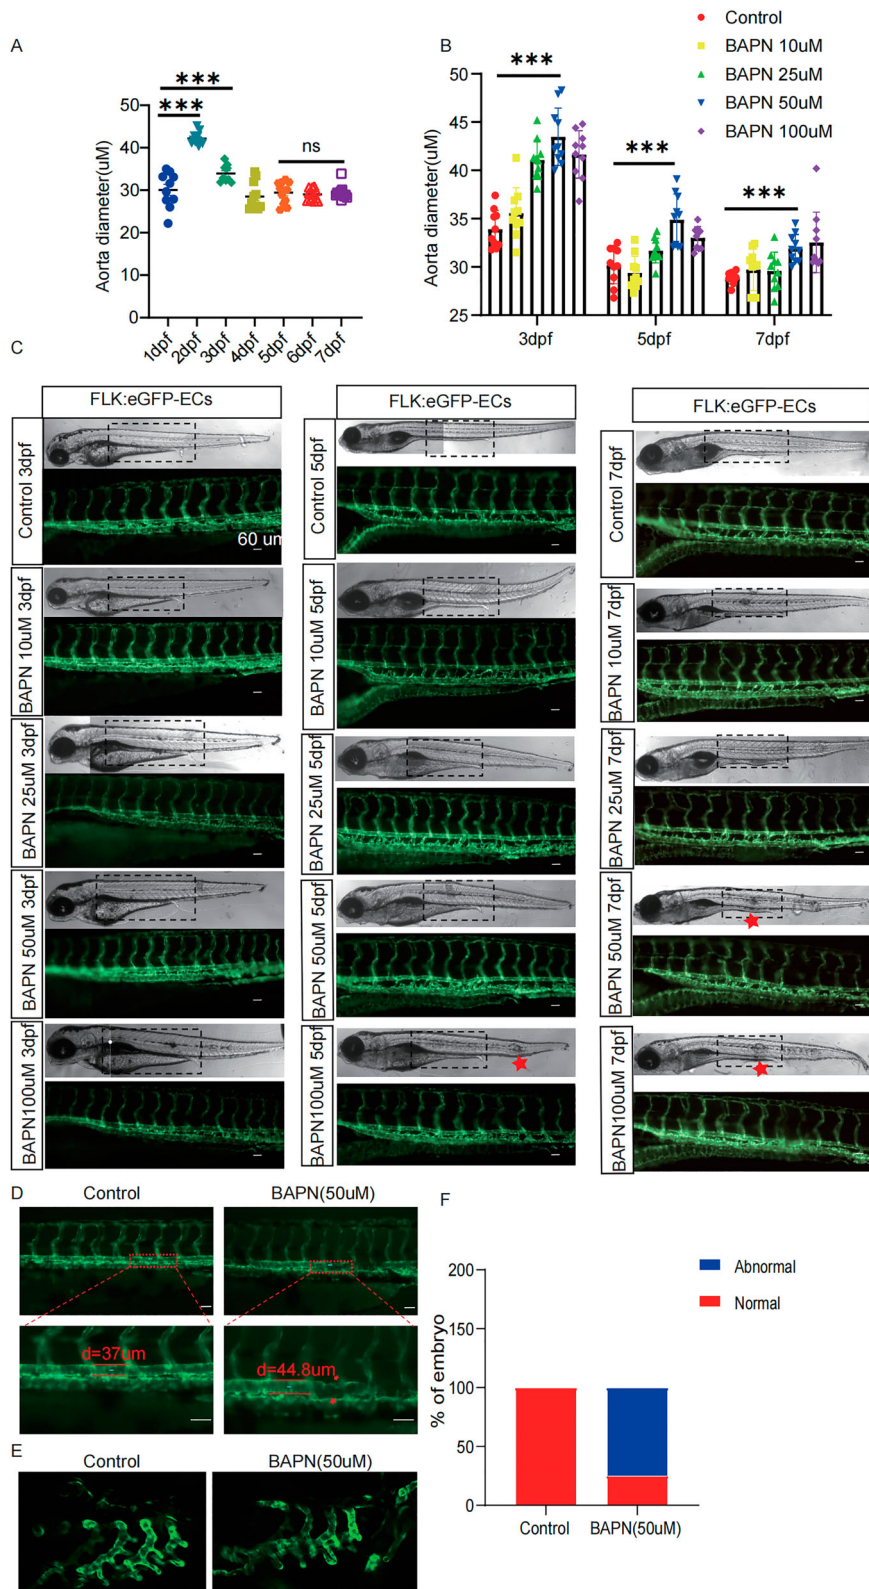 A
Aorta diameter(uM)
50
40
30
20
10
0
***
***
ns
1dpf
2dpf
3dpf
4dpf
5dpf
6dpf
7dpf
B
Control
BAPN 10uM
BAPN 25uM
BAPN 50uM
BAPN 100uM
Aorta diameter(uM)
50
45
40
35
30
25
***
***
***
3dpf
5dpf
7dpf
C
FLK:eGFP-ECs
Control 3dpf
60 um
BAPN 10uM 3dpf
BAPN 25uM 3dpf
BAPN 50uM 3dpf
BAPN100uM 3dpf
FLK:eGFP-ECs
Control 5dpf
BAPN 10uM 5dpf
BAPN 25uM 5dpf
BAPN 50uM 5dpf
BAPN100uM 5dpf
FLK:eGFP-ECs
Control 7dpf
BAPN 10uM 7dpf
BAPN 25uM 7dpf
BAPN 50uM 7dpf
BAPN100uM 7dpf
D
Control
BAPN(50uM)
d=37um
d=44.8um
E
Control
BAPN(50uM)
F
% of embryo
200
150
100
50
0
Abnormal
Normal
Control
BAPN(50uM)